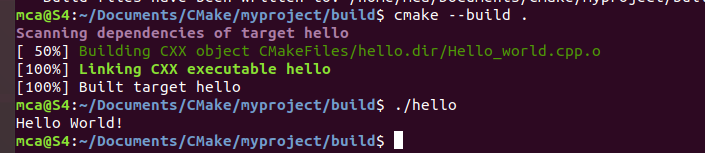 Build files have been written to: /home/mca/Documents/CMake/myproject/build
mca@S4:~/Documents/CMake/myproject/build$ cmake --build .
Scanning dependencies of target hello
[ 50%] Building CXX object CMakeFiles/hello.dir/Hello_world.cpp.o
[100%] Linking CXX executable hello
[100%] Built target hello
mca@S4:~/Documents/CMake/myproject/build$ ./hello
Hello World!
mca@S4:~/Documents/CMake/myproject/build$